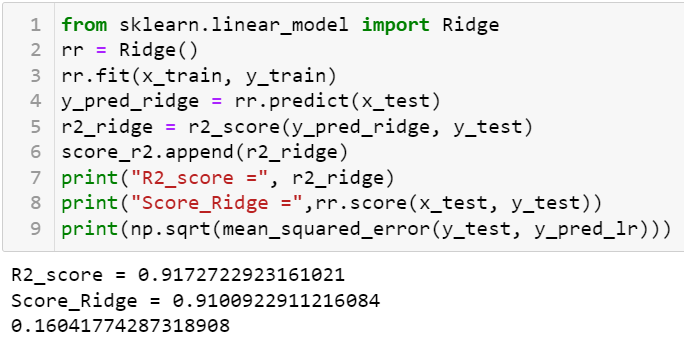 1 from sklearn.linear_model import Ridge
2 rr = Ridge()
3 rr.fit(x_train, y_train)
4 y_pred_ridge = rr.predict(x_test)
5 r2_ridge = r2_score(y_pred_ridge, y_test)
6 score_r2.append(r2_ridge)
7 print("R2_score =", r2_ridge)
8 print("Score_Ridge =",rr.score(x_test, y_test))
9 print(np.sqrt(mean_squared_error(y_test, y_pred_lr)))
R2_score = 0.9172722923161021
Score_Ridge = 0.9100922911216084
0.16041774287318908